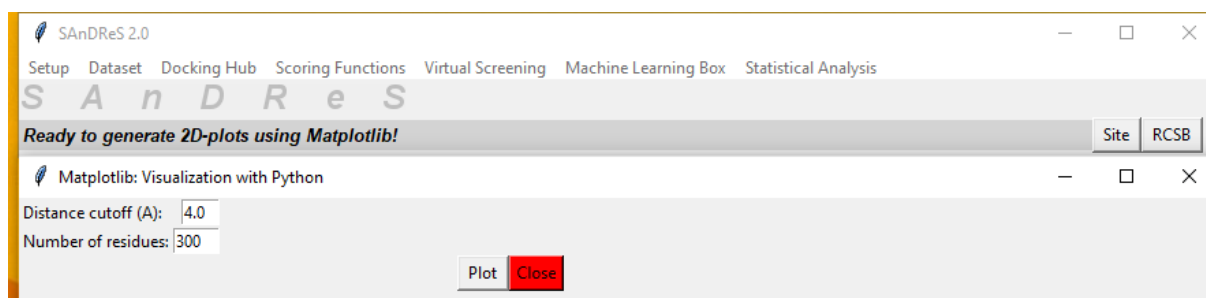 SAnDReS 2.0
Setup Dataset Docking Hub Scoring Functions Virtual Screening Machine Learning Box Statistical Analysis
S A n D R e S
Ready to generate 2D-plots using Matplotlib! Site RCSB
Matplotlib: Visualization with Python
Distance cutoff (A): 4.0
Number of residues: 300
Plot Close